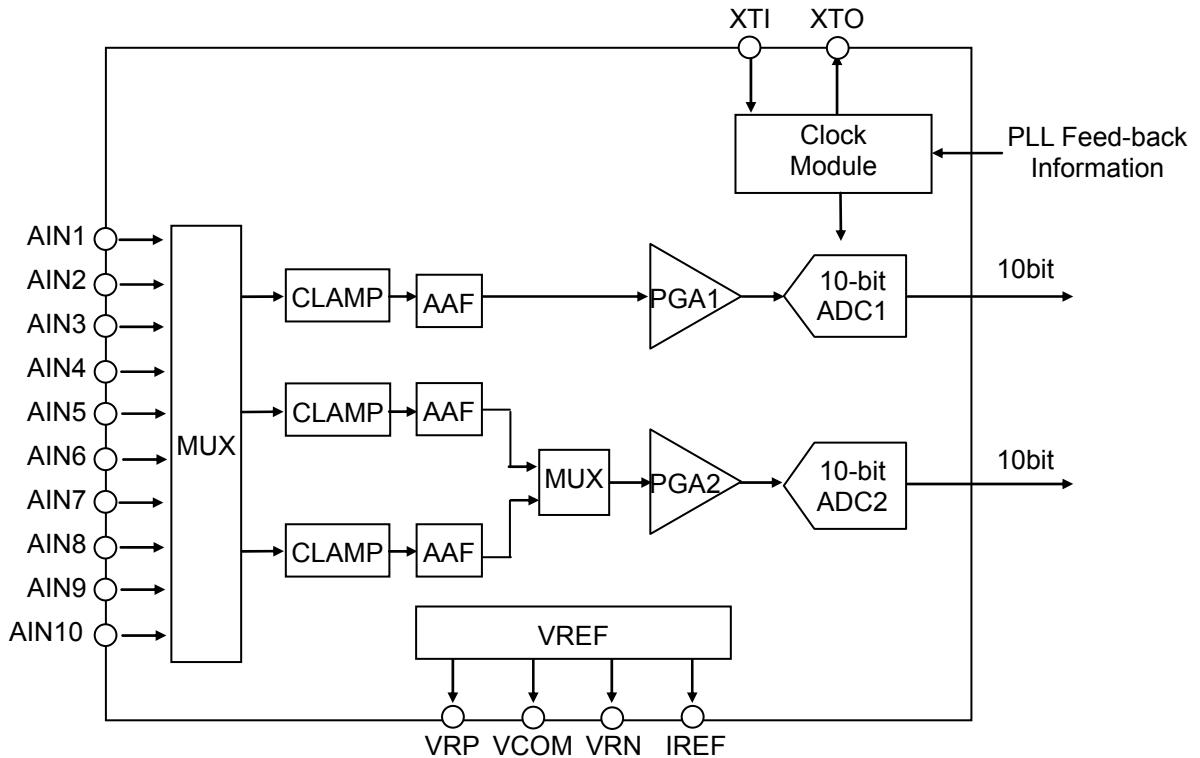 XTI
XTO
Clock
Module
PLL Feed-back
Information
AIN1
AIN2
AIN3
AIN4
AIN5
AIN6
AIN7
AIN8
AIN9
AIN10
MUX
CLAMP
AAF
PGA1
10-bit
ADC1
10bit
CLAMP
AAF
MUX
PGA2
10-bit
ADC2
10bit
CLAMP
AAF
VREF
VRP
VCOM
VRN
IREF